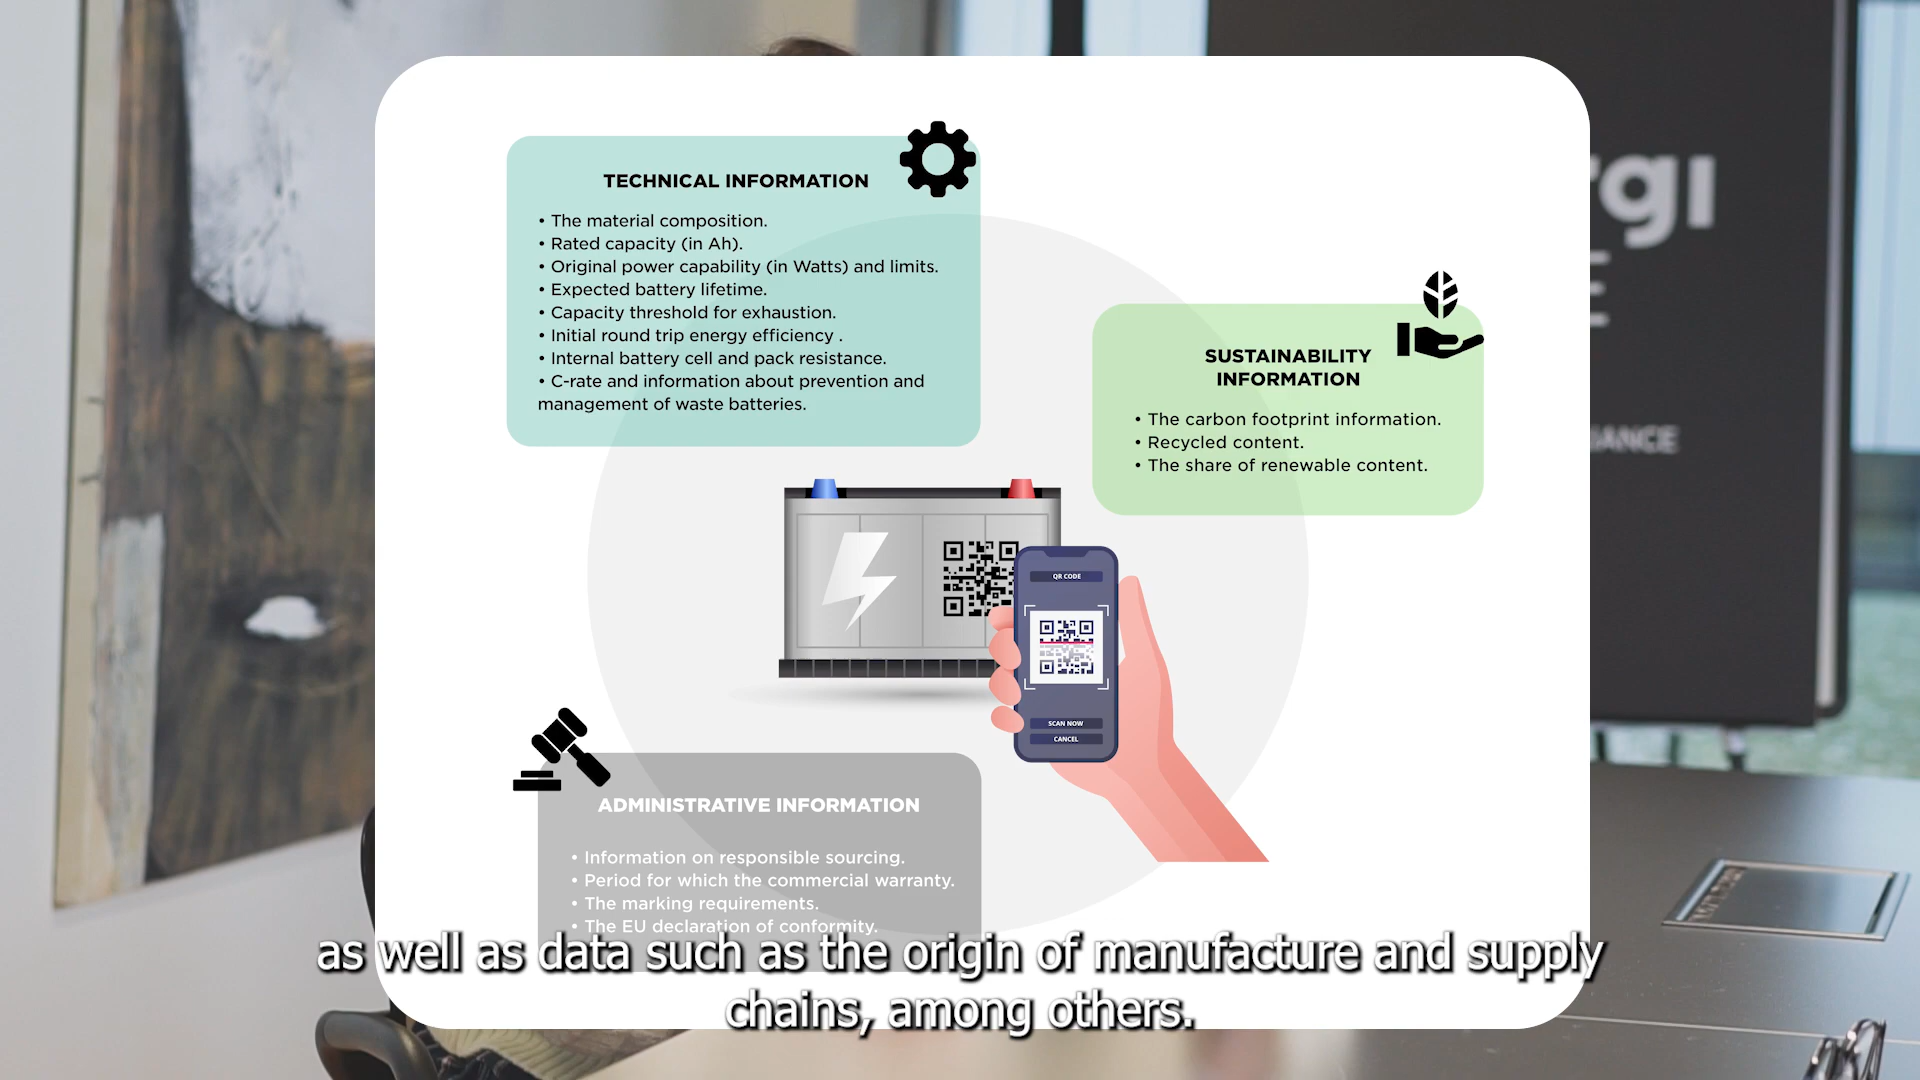 TECHNICAL INFORMATION
• The material composition.
• Rated capacity (in Ah).
• Original power capability (in Watts) and limits.
• Expected battery lifetime.
• Capacity threshold for exhaustion.
• Initial round trip energy efficiency .
• Internal battery cell and pack resistance.
• C-rate and information about prevention and
management of waste batteries.
SUSTAINABILITY
INFORMATION
• The carbon footprint information.
• Recycled content.
• The share of renewable content.
QR CODE
SCAN NOW
CANCEL
ADMINISTRATIVE INFORMATION
• Information on responsible sourcing.
• Period for which the commercial warranty.
• The marking requirements.
• The EU declaration of conformity.
as well as data such as the origin of manufacture and supply
chains, among others.